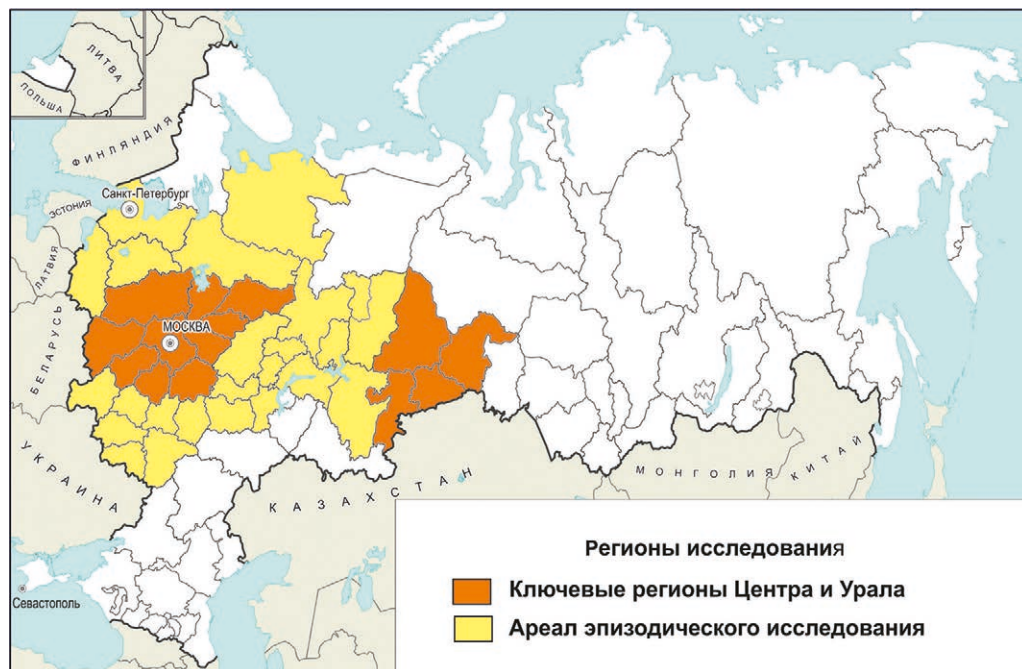 ЛИТВА
ПОЛЬША
ФИНЛЯНДИЯ
Санкт-Петербург
ЭСТОНИЯ
ЛАТВИЯ
МОСКВА
БЕЛАРУСЬ
УКРАИНА
КАЗАХСТАН
МОНГОЛИЯ
КИТАЙ
Севастополь
Регионы исследования
Ключевые регионы Центра и Урала
Ареал эпизодического исследования